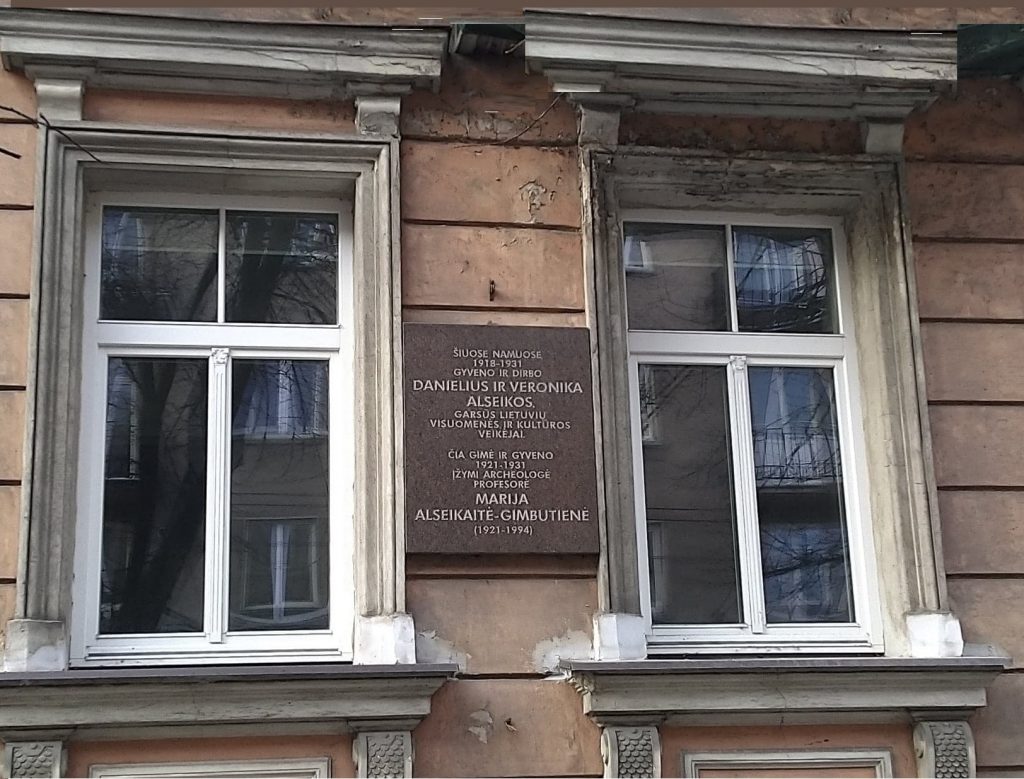 ŠIUOSE NAMUOSE
1918-1931
GYVENO IR DIRBO
DANIELIUS IR VERONIKA
ALSEIKOS,
GARSŪS LIETUVIŲ
VISUOMENĖS IR KULTŪROS
VEIKĖJAI.
ČIA GIMĖ IR GYVENO
1921-1931
ĮŽYMI ARCHEOLOGĖ
PROFESORĖ
MARIJA
ALSEIKAITĖ-GIMBUTIENĖ
(1921-1994)